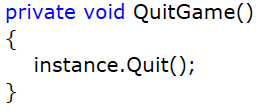 private void QuitGame()
{
    instance.Quit();
}